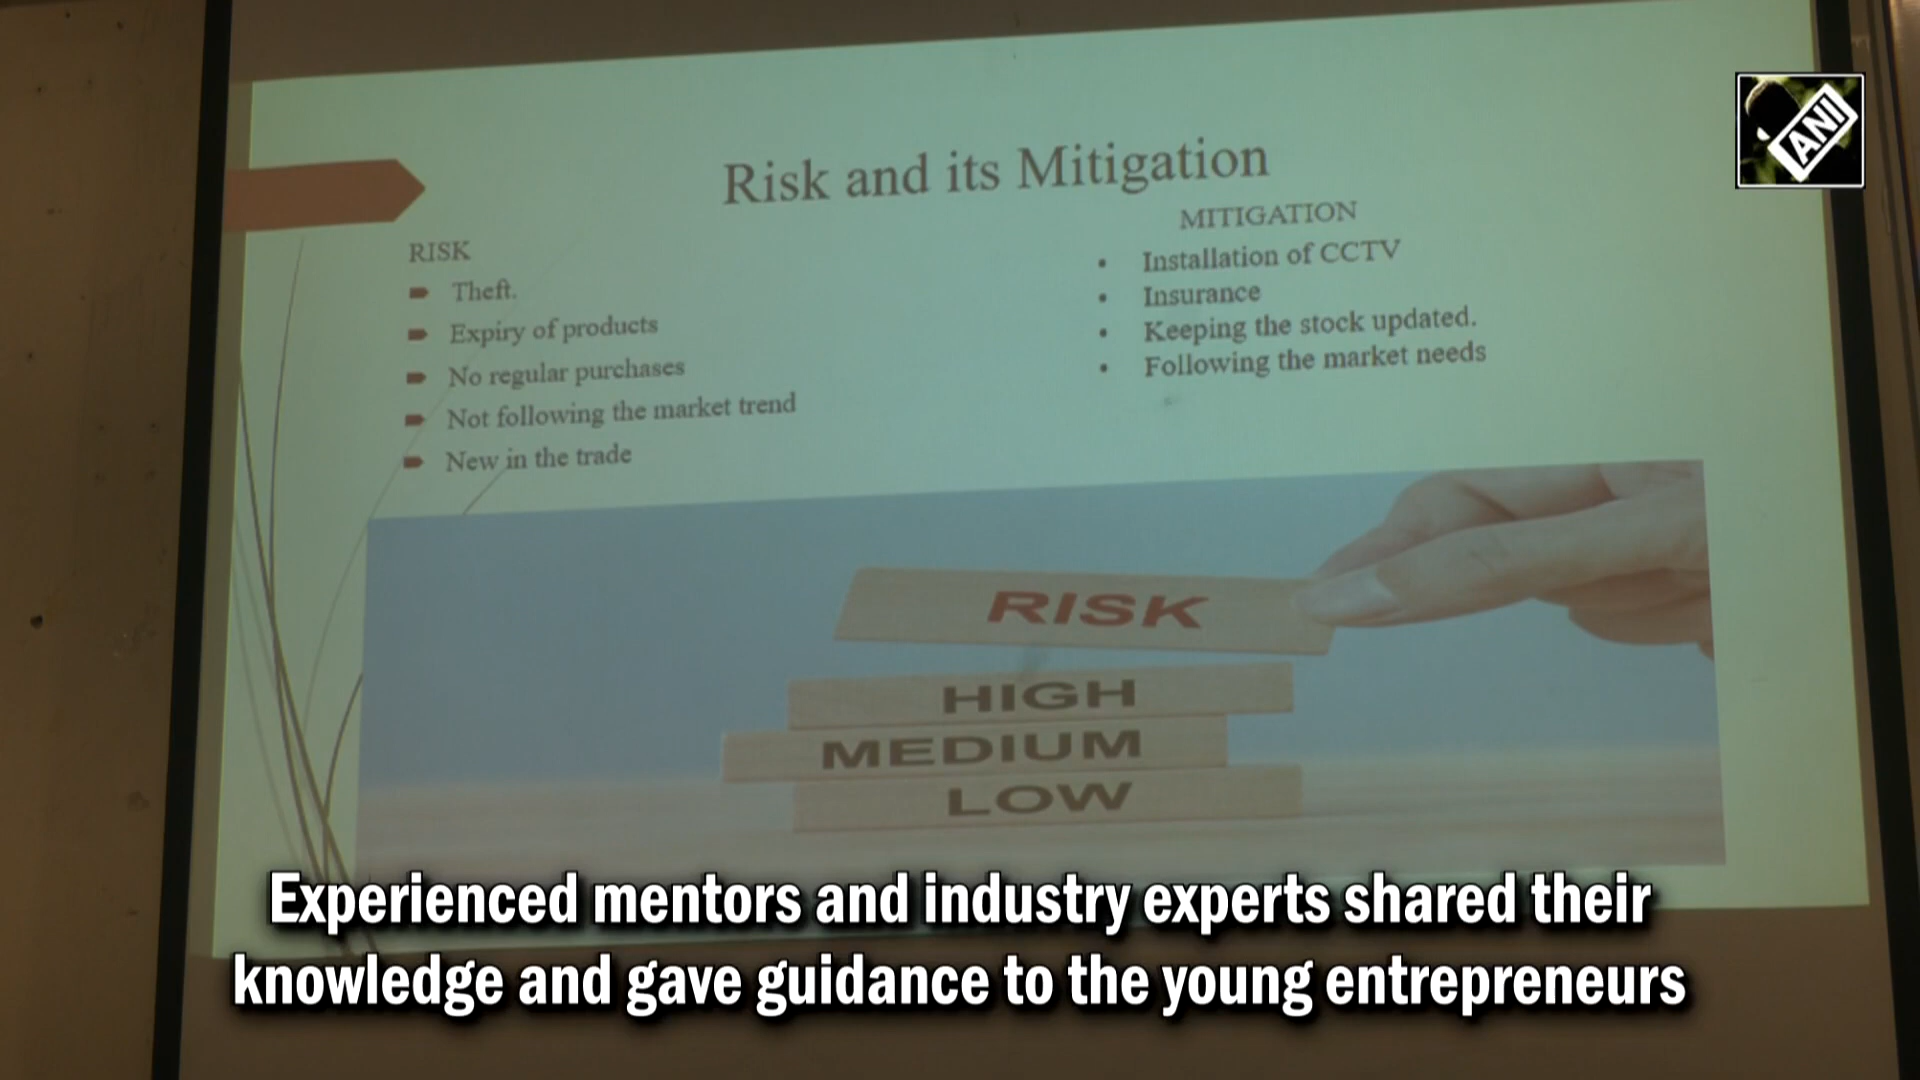 ANI
Risk and its Mitigation
RISK
Theft.
Expiry of products
No regular purchases
Not following the market trend
New in the trade
MITIGATION
Installation of CCTV
Insurance
Keeping the stock updated.
Following the market needs
RISK
HIGH
MEDIUM
LOW
Experienced mentors and industry experts shared their
knowledge and gave guidance to the young entrepreneurs